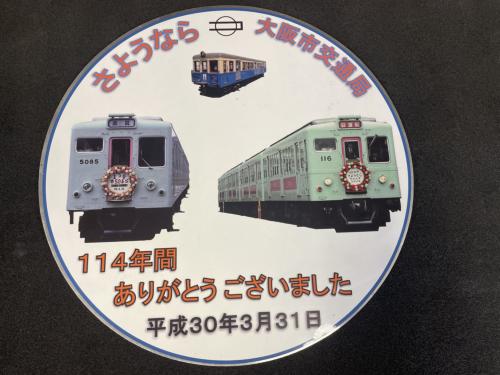 さようなら 大阪市交通局
5085
116
114年間
ありがとうございました
平成30年3月31日